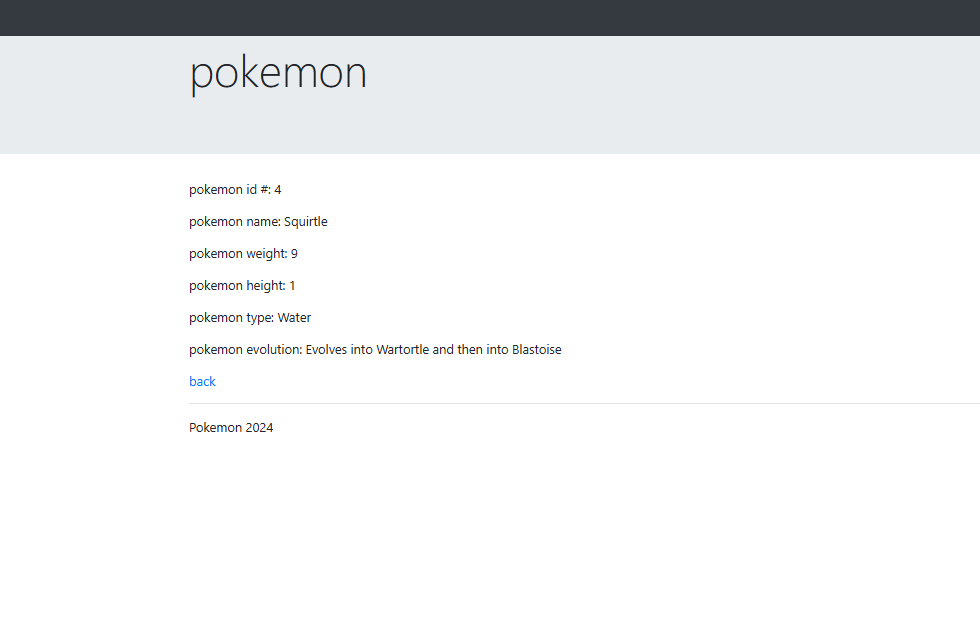 pokemon
pokemon id #: 4
pokemon name: Squirtle
pokemon weight: 9
pokemon height: 1
pokemon type: Water
pokemon evolution: Evolves into Wartortle and then into Blastoise
back
Pokemon 2024